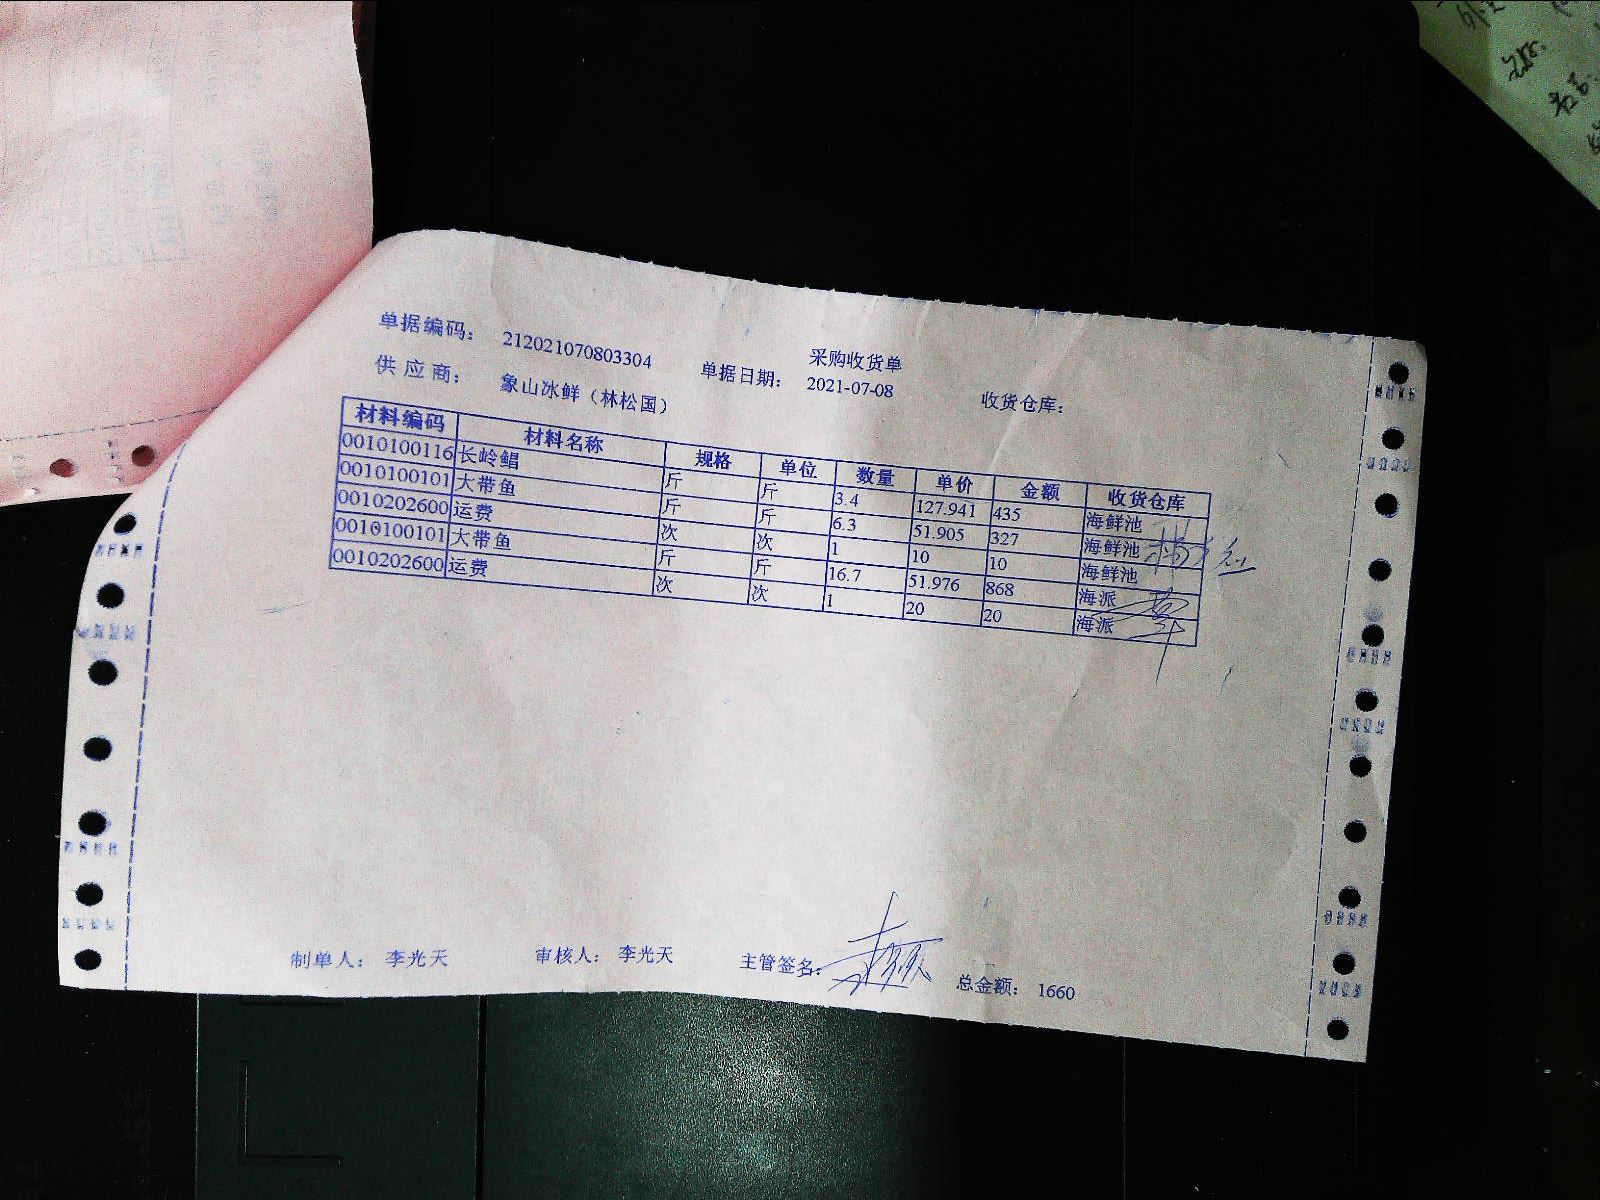 采购收货单
单据编码： 212021070803304 单据日期： 2021-07-08 收货仓库：
供应商： 象山冰鲜（林松国）
材料编码 材料名称 规格 单位 数量 单价 金额 收货仓库
0010100116 长岭鲳 斤 斤 3.4 127.941 435 海鲜池
0010100101 大带鱼 斤 斤 6.3 51.905 327 海鲜池
0010202600 运费 次 次 1 10 10 海鲜池
0010100101 大带鱼 斤 斤 16.7 51.976 868 海派
0010202600 运费 次 次 1 20 20 海派
制单人： 李光天 审核人： 李光天 主管签名： 总金额： 1660